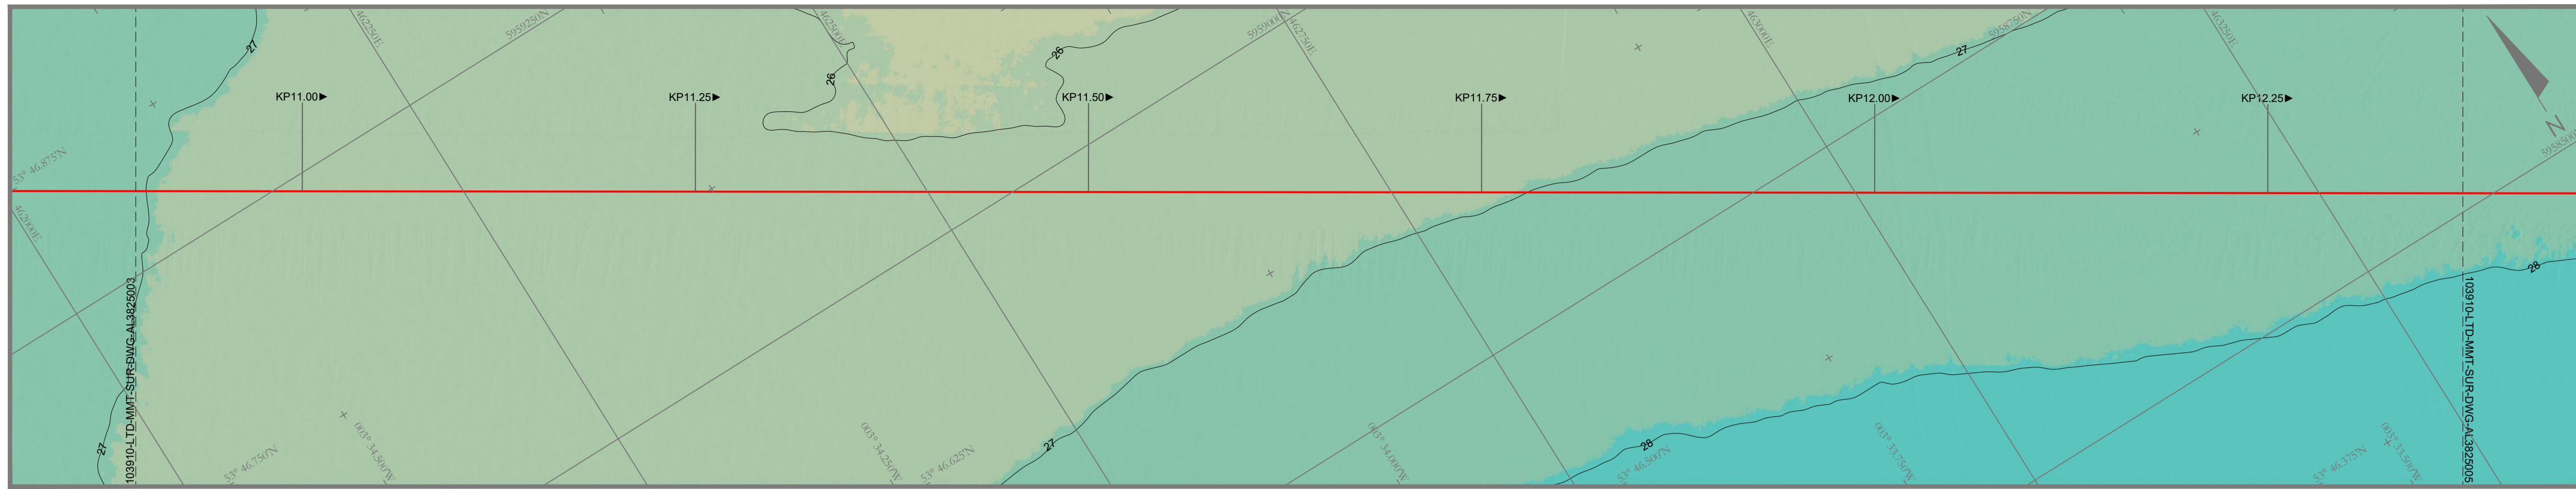 462250E
5959250N
462500E
5959000N
462750E
463000E
5958750N
463250E
27
26
26
27
KP11.00►
KP11.25►
KP11.50►
KP11.75►
KP12.00►
KP12.25►
N
595850
53° 46.875'N
462000E
28
103910-LTD-MMT-SUR-DWG-AL3825003
103910-LTD-MMT-SUR-DWG-AL3825005
27
27
28
53° 46.750'N
003° 34.500'W
003° 34.250'W
53° 46.625'N
003° 34.000'W
53° 46.500'N
003° 33.750'W
53° 46.375'N
003° 33.500'W